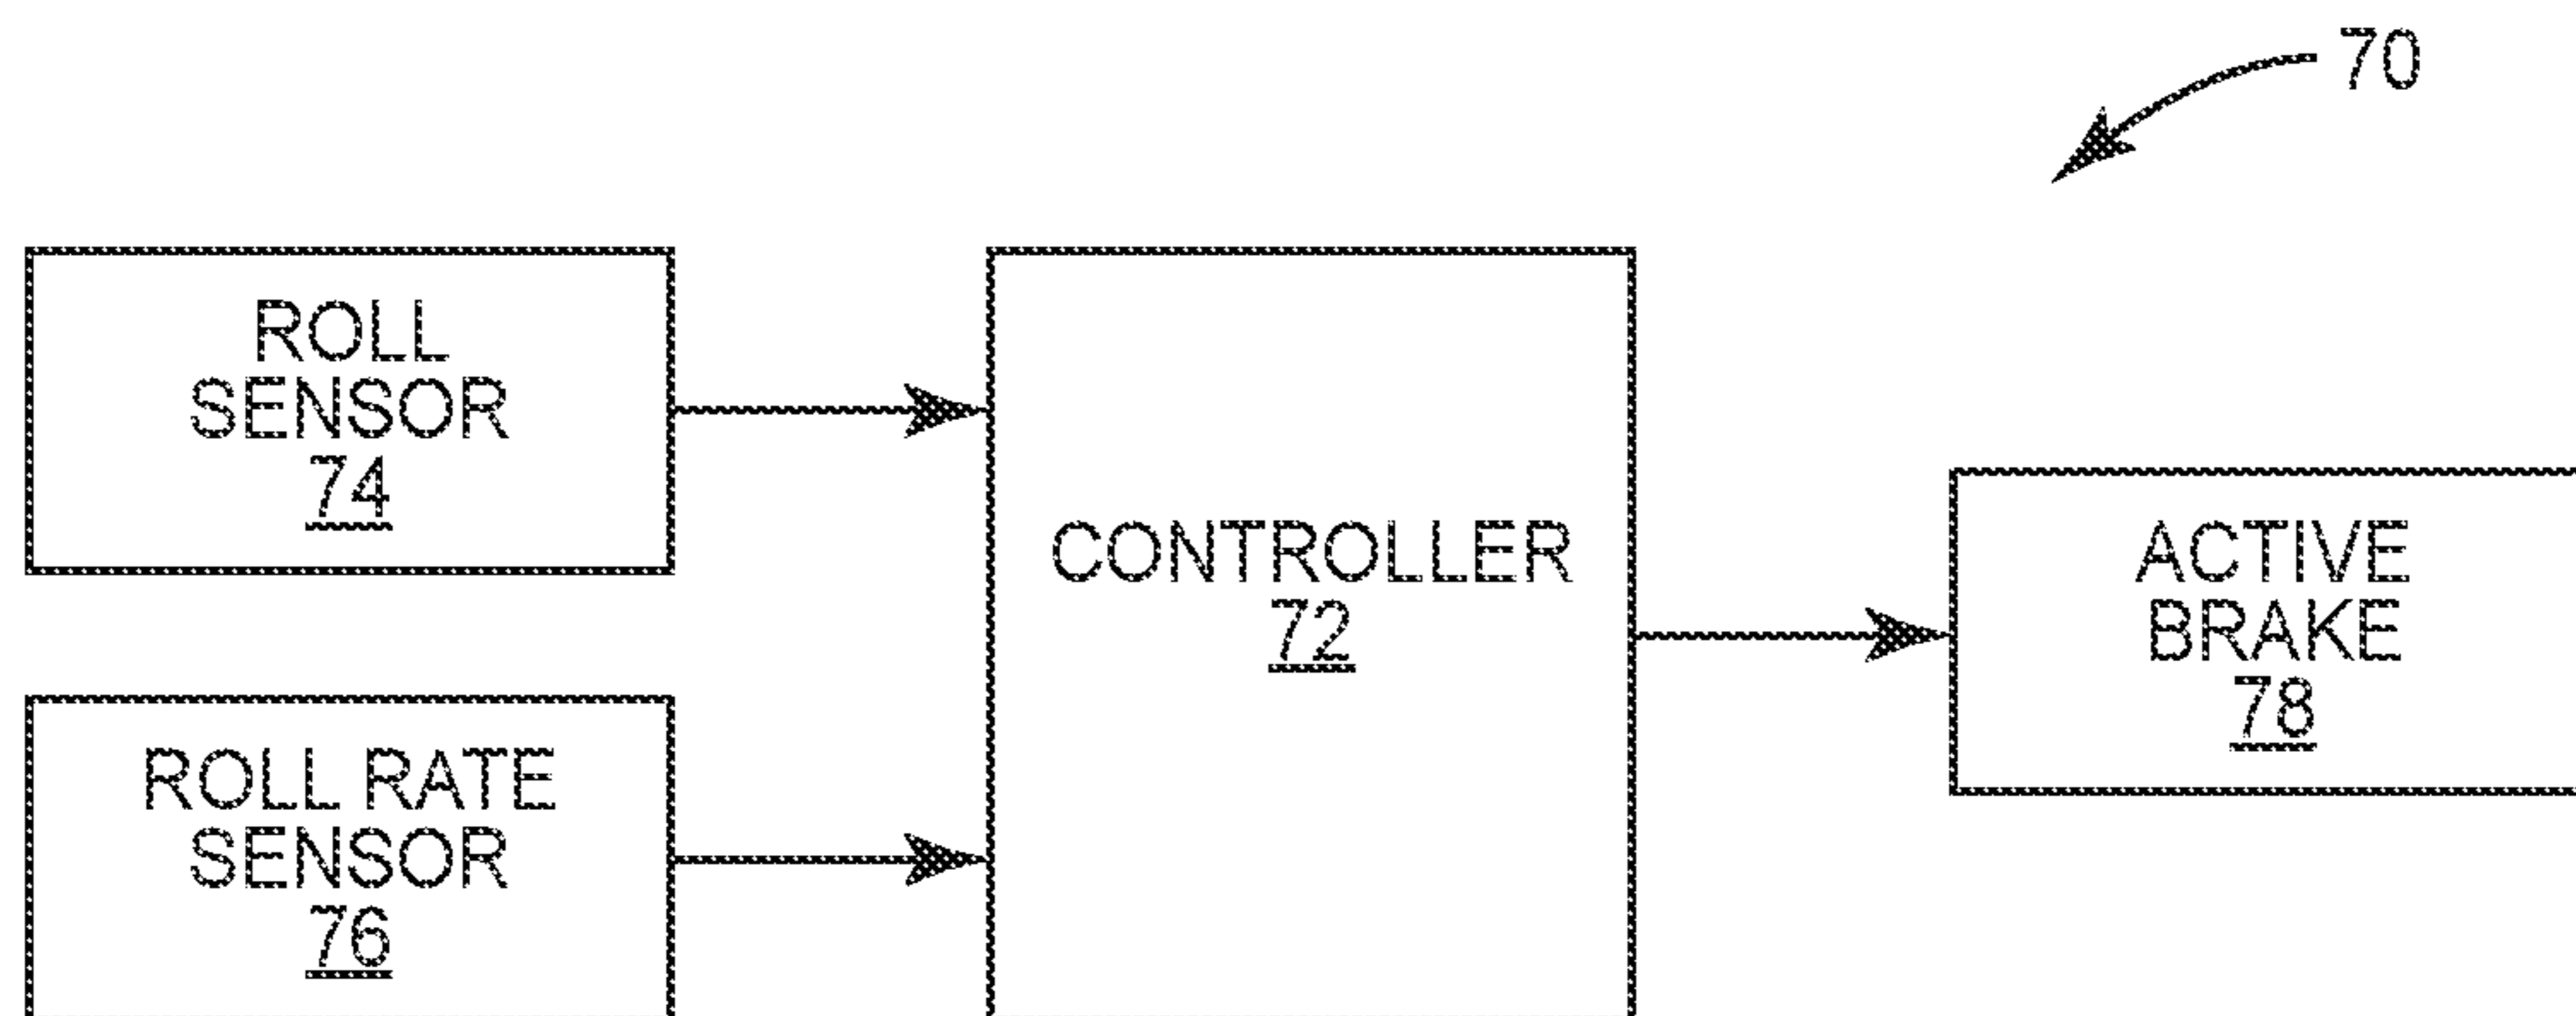 70
ROLL
SENSOR
74
CONTROLLER
72
ACTIVE
BRAKE
78
ROLL RATE
SENSOR
76